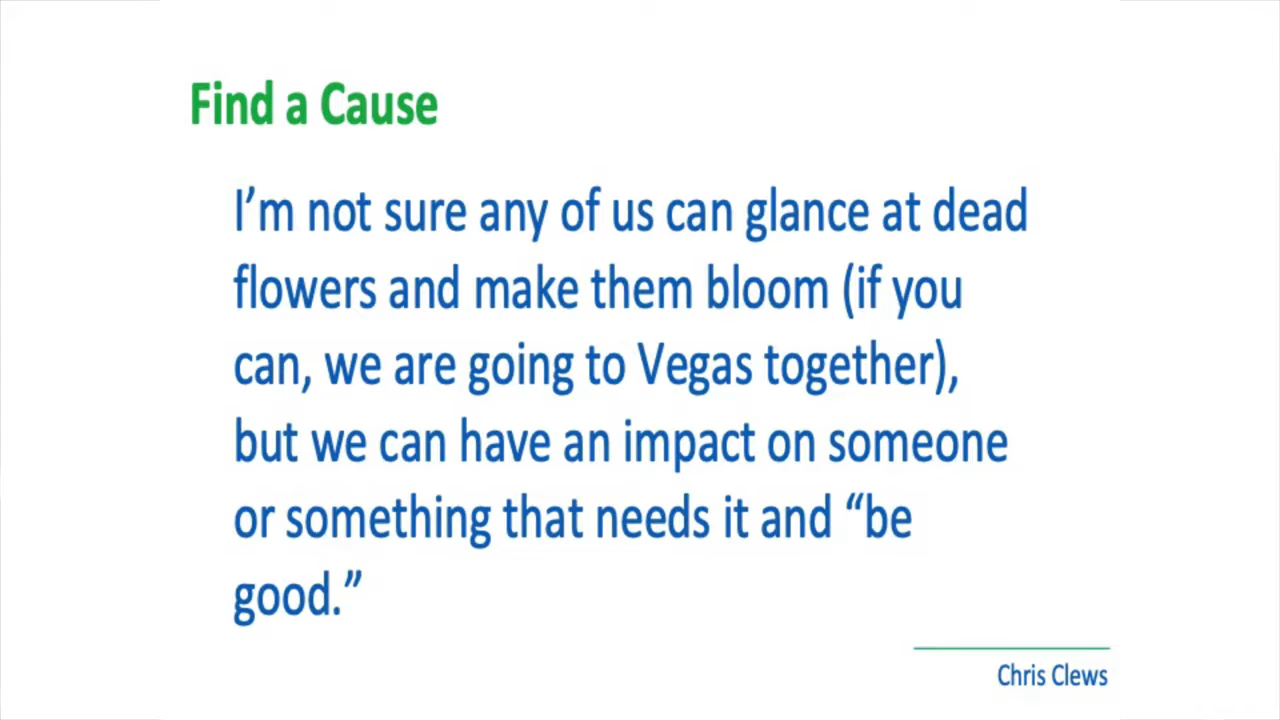 Find a Cause
I’m not sure any of us can glance at dead
flowers and make them bloom (if you
can, we are going to Vegas together),
but we can have an impact on someone
or something that needs it and “be
good.”
Chris Clews